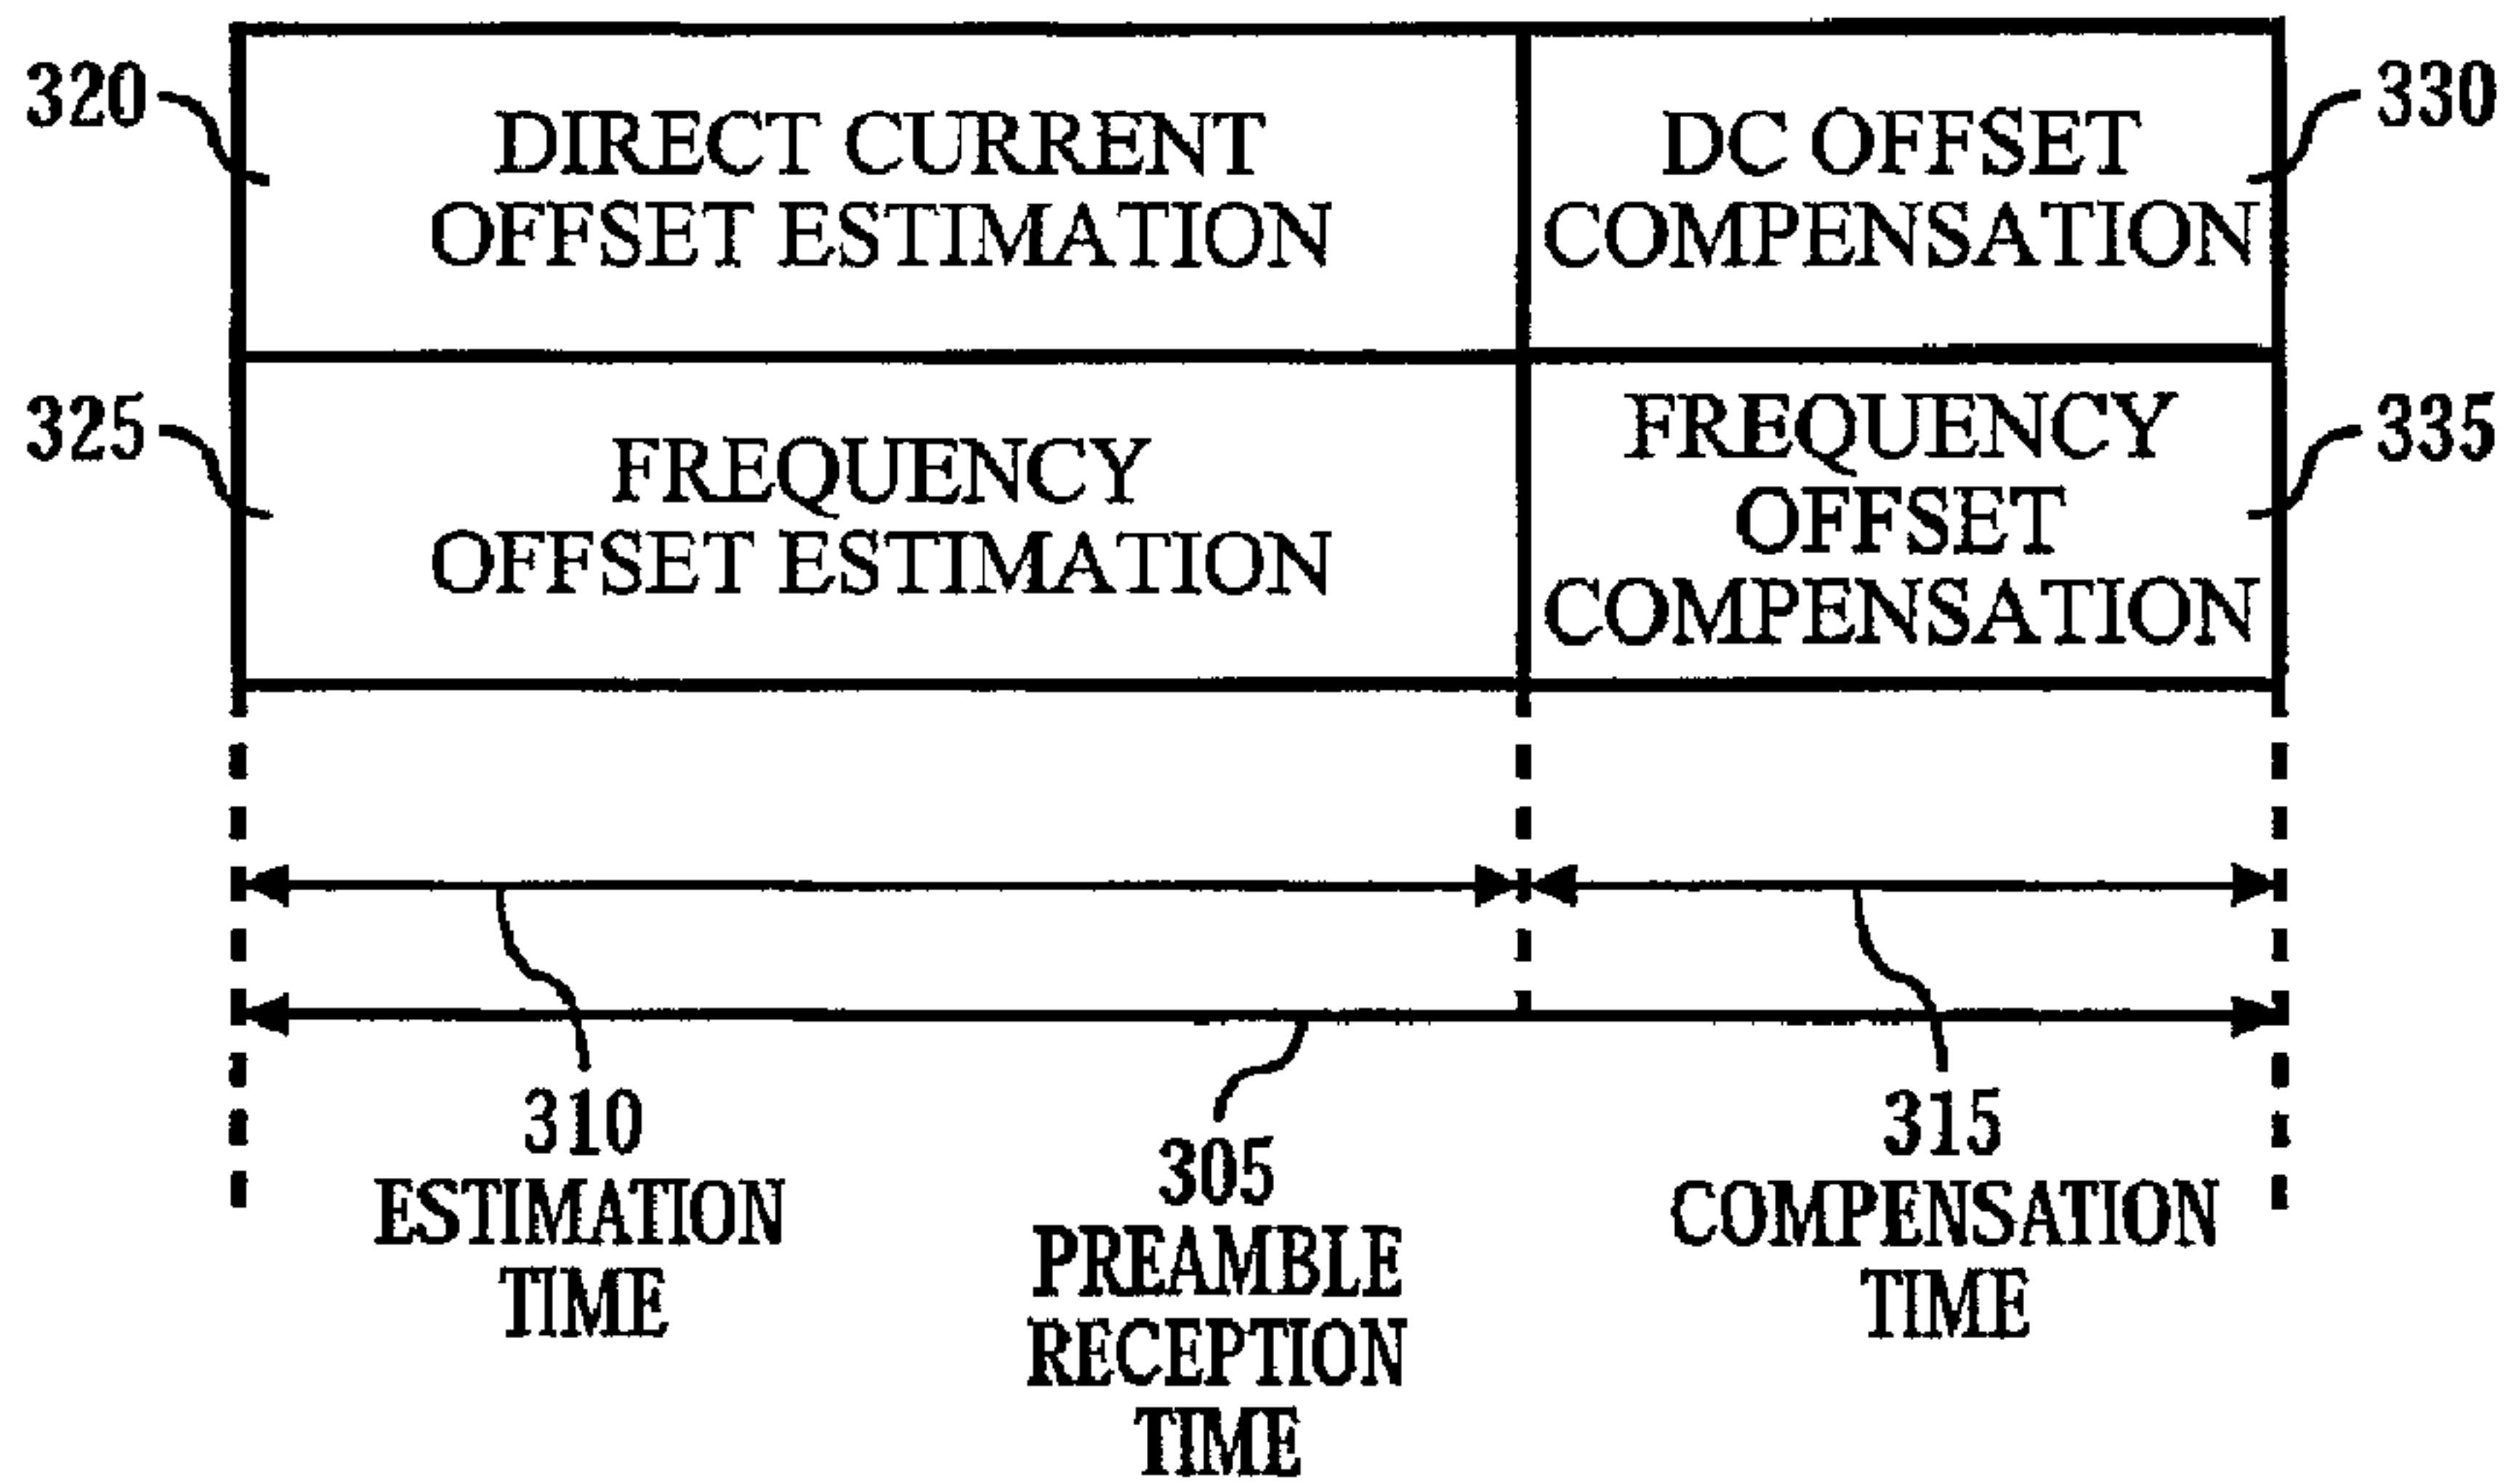 320
DIRECT CURRENT
OFFSET ESTIMATION
DC OFFSET
COMPENSATION
330
325
FREQUENCY
OFFSET ESTIMATION
FREQUENCY
OFFSET
COMPENSATION
335
310
ESTIMATION
TIME
305
PREAMBLE
RECEPTION
TIME
315
COMPENSATION
TIME